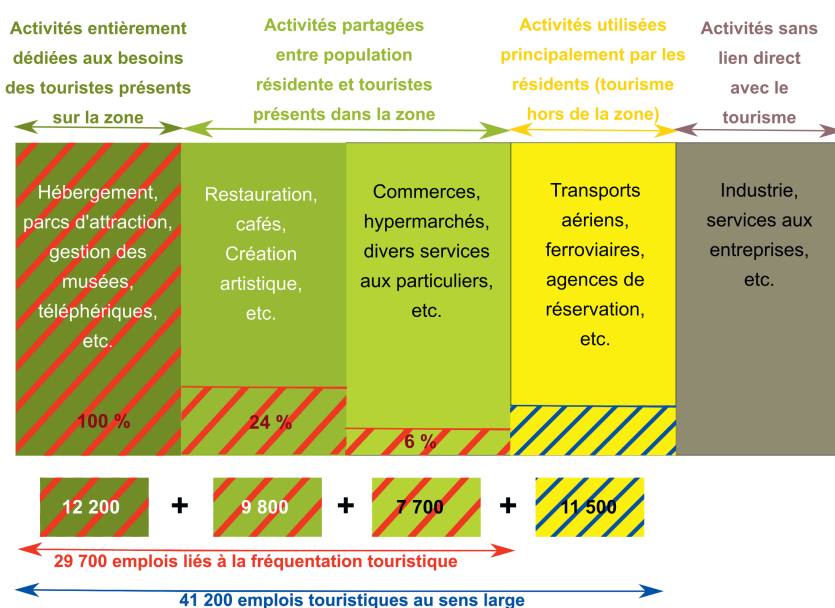 Activités entièrement
dédiées aux besoins
des touristes présents
sur la zone
Activités partagées
entre population
résidente et touristes
présents dans la zone
Activités utilisées
principalement par les
résidents (tourisme
hors de la zone)
Activités sans
lien direct
avec le
tourisme
Hébergement,
parcs d'attraction,
gestion des
musées,
téléphériques,
etc.
100 %
Restauration,
cafés,
Création
artistique,
etc.
24 %
Commerces,
hypermarchés,
divers services
aux particuliers,
etc.
6 %
Transports
aériens,
ferroviaires,
agences de
réservation,
etc.
Industrie,
services aux
entreprises,
etc.
12 200 + 9 800 + 7 700 + 11 500
29 700 emplois liés à la fréquentation touristique
41 200 emplois touristiques au sens large